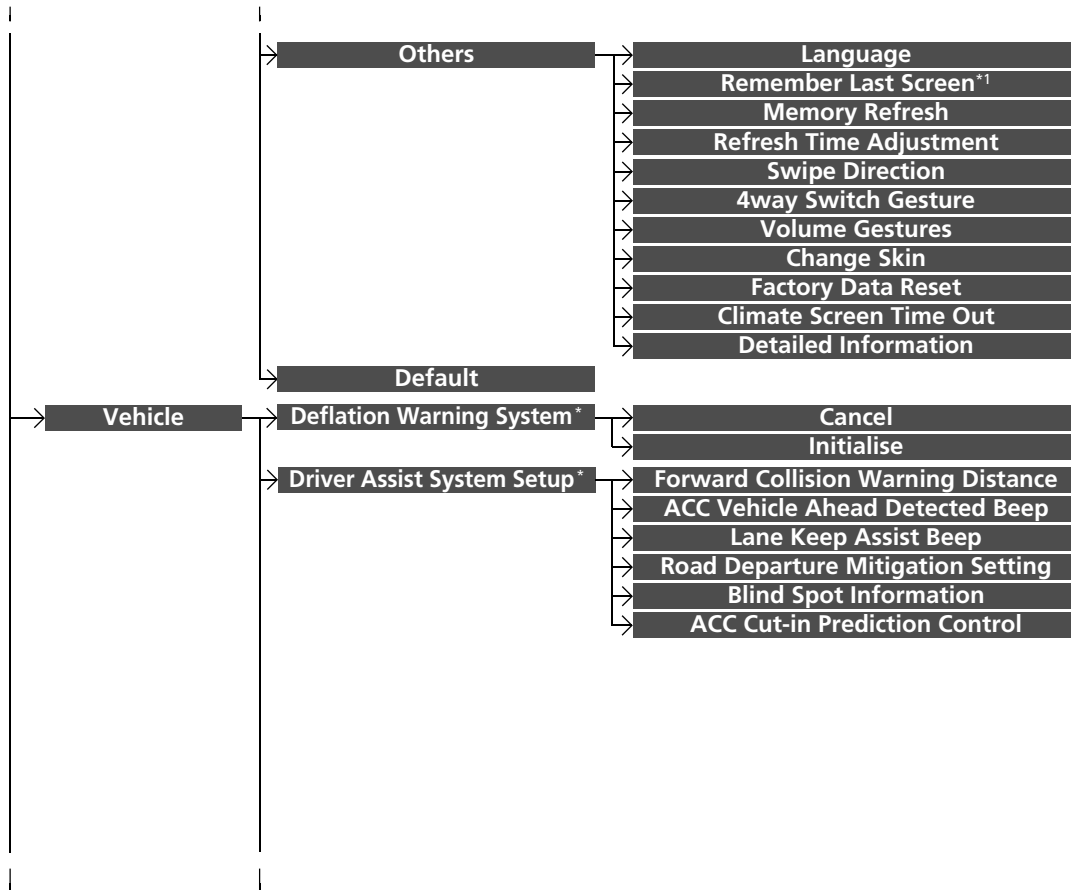 Others
Language
Remember Last Screen*1
Memory Refresh
Refresh Time Adjustment
Swipe Direction
4way Switch Gesture
Volume Gestures
Change Skin
Factory Data Reset
Climate Screen Time Out
Detailed Information
Default
Vehicle
Deflation Warning System*
Cancel
Initialise
Driver Assist System Setup*
Forward Collision Warning Distance
ACC Vehicle Ahead Detected Beep
Lane Keep Assist Beep
Road Departure Mitigation Setting
Blind Spot Information
ACC Cut-in Prediction Control